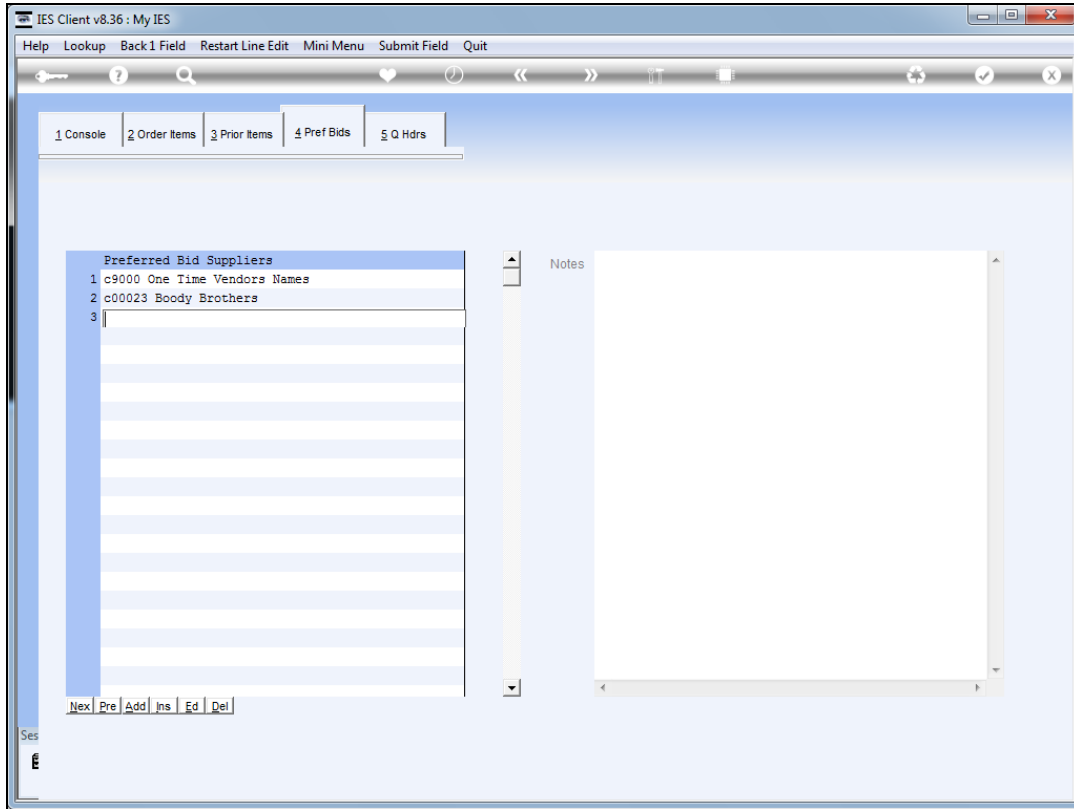 IES Client v8.36 : My IES
Help Lookup Back 1 Field Restart Line Edit Mini Menu Submit Field Quit
1 Console 2 Order Items 3 Prior Items 4 Pref Bids 5 Q Hdrs
Preferred Bid Suppliers
Notes
1 c9000 One Time Vendors Names
2 c00023 Boody Brothers
3
Nex Pre Add Ins Ed Del
Ses